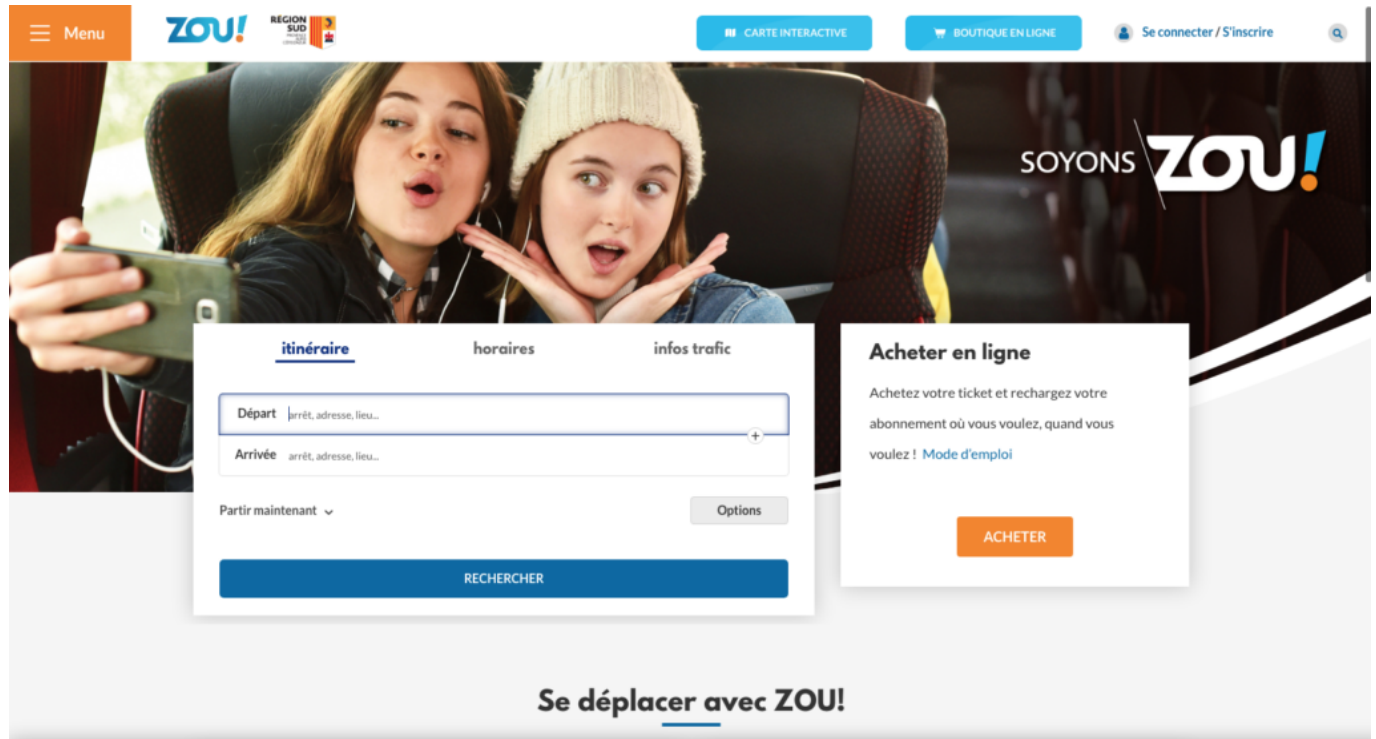 Menu
ZOU!
RÉGION
SUD
CARTE INTERACTIVE
BOUTIQUE EN LIGNE
Se connecter / S'inscrire
SOYONS ZOU!
itinéraire
horaires
infos trafic
Départ arrêt, adresse, lieu...
+
Arrivée arrêt, adresse, lieu...
Partir maintenant
Options
RECHERCHER
Acheter en ligne
Achetez votre ticket et rechargez votre
abonnement où vous voulez, quand vous
voulez ! Mode d'emploi
ACHETER
Se déplacer avec ZOU!